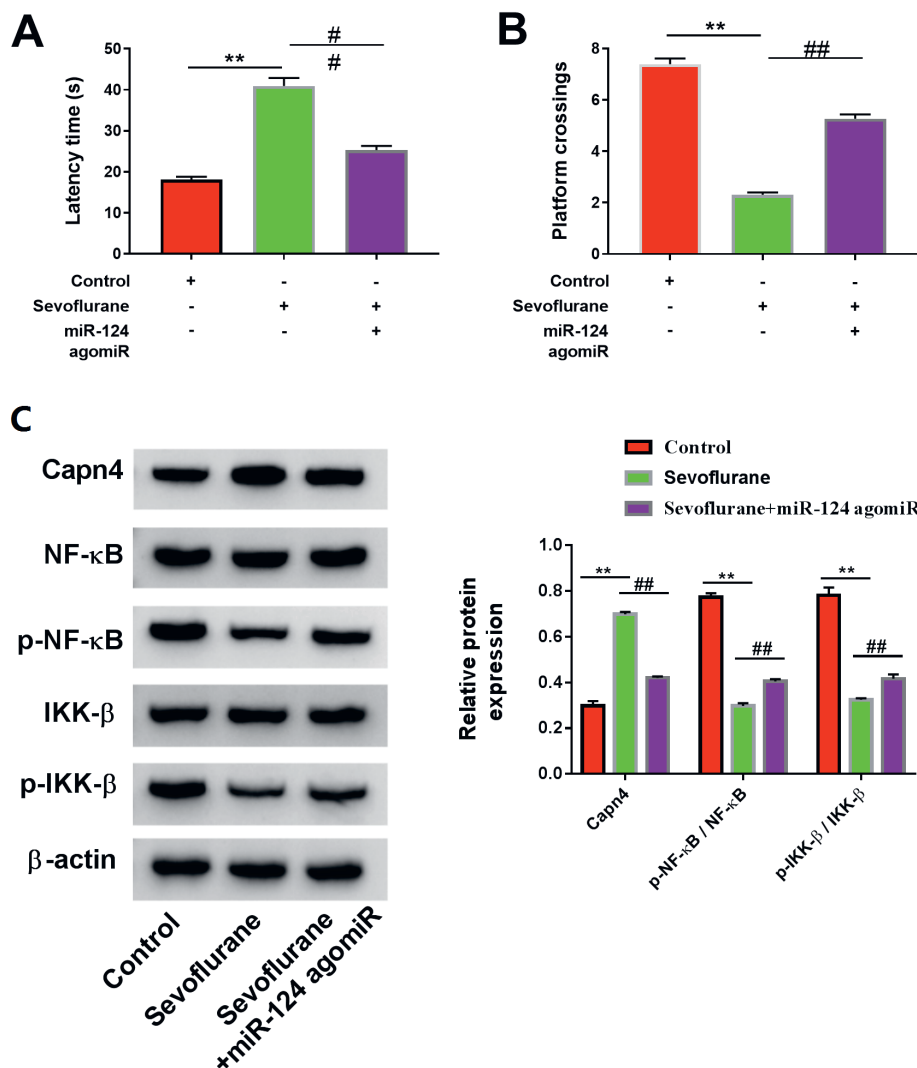 A
Latency time (s)
50
40
30
20
10
0
**
#
#
Control + - -
Sevoflurane - + +
miR-124 - - +
agomiR
B
Platform crossings
8
6
4
2
0
**
##
Control + - -
Sevoflurane - + +
miR-124 - - +
agomiR
C
Capn4
NF-κB
p-NF-κB
IKK-β
p-IKK-β
β-actin
Control
Sevoflurane
Sevoflurane
+miR-124 agomiR
Control
Sevoflurane
Sevoflurane+miR-124 agomiR
Relative protein
expression
1.0
0.8
0.6
0.4
0.2
0.0
** ## ** ## ** ##
Capn4
p-NF-κB / NF-κB
p-IKK-β / IKK-β